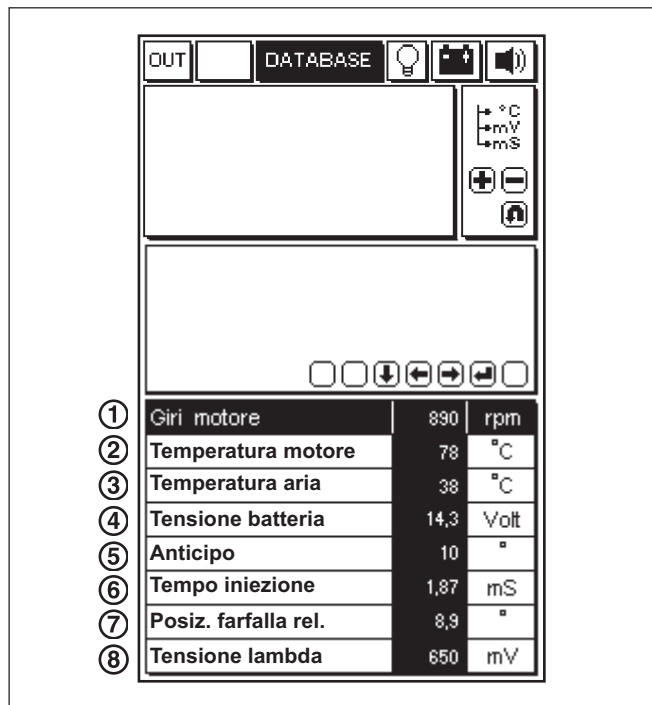 OUT DATABASE
°C
mV
mS
① Giri motore 890 rpm
② Temperatura motore 78 °C
③ Temperatura aria 38 °C
④ Tensione batteria 14,3 Volt
⑤ Anticipo 10 °
⑥ Tempo iniezione 1,87 mS
⑦ Posiz. farfalla rel. 8,9 °
⑧ Tensione lambda 650 mV